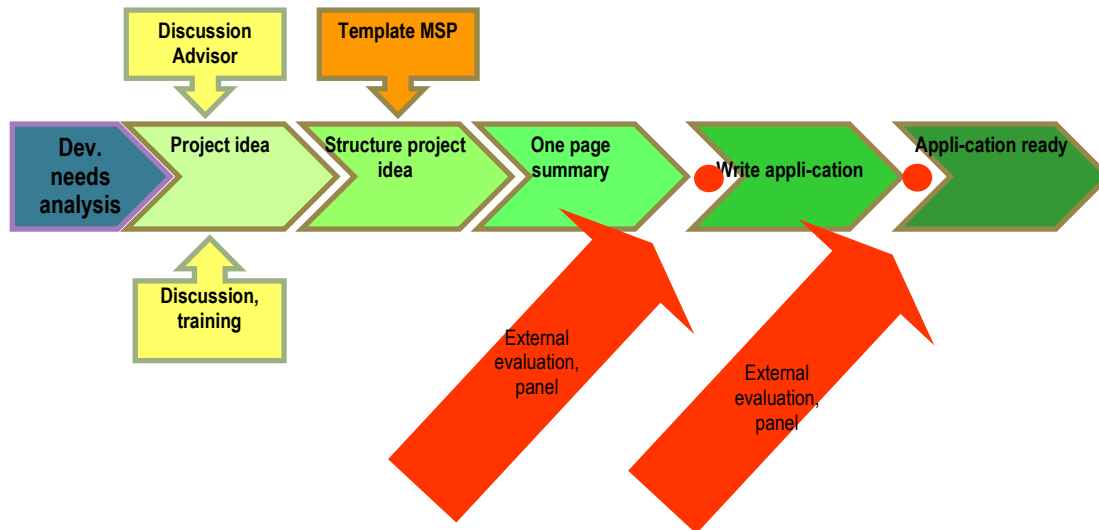 Discussion
Advisor
Template MSP
Dev.
needs
analysis
Project idea
Structure project
idea
One page
summary
Write appli-cation
Appli-cation ready
Discussion,
training
External
evaluation,
panel
External
evaluation,
panel